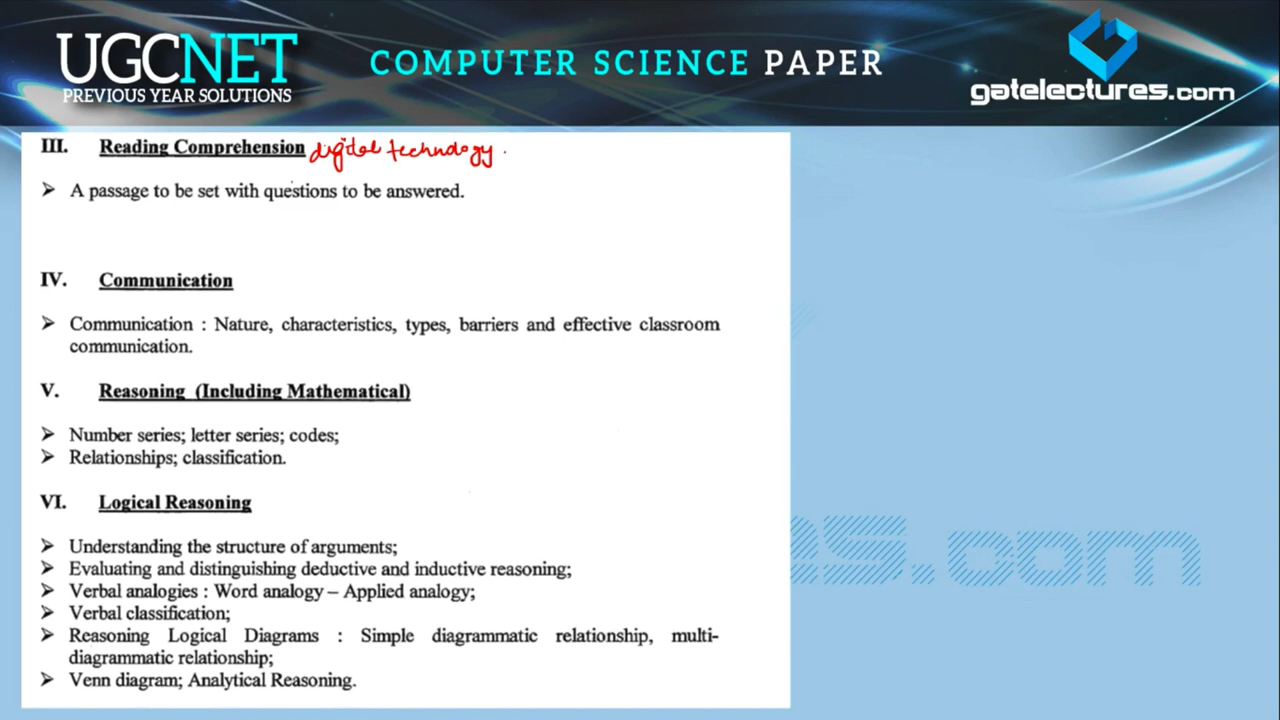 UGCNET
PREVIOUS YEAR SOLUTIONS
COMPUTER SCIENCE PAPER
gatelectures.com
III. Reading Comprehension digital technology.
➢ A passage to be set with questions to be answered.
IV. Communication
➢ Communication : Nature, characteristics, types, barriers and effective classroom
communication.
V. Reasoning (Including Mathematical)
➢ Number series; letter series; codes;
➢ Relationships; classification.
VI. Logical Reasoning
➢ Understanding the structure of arguments;
➢ Evaluating and distinguishing deductive and inductive reasoning;
➢ Verbal analogies : Word analogy – Applied analogy;
➢ Verbal classification;
➢ Reasoning Logical Diagrams : Simple diagrammatic relationship, multi-
diagrammatic relationship;
➢ Venn diagram; Analytical Reasoning.
es.com